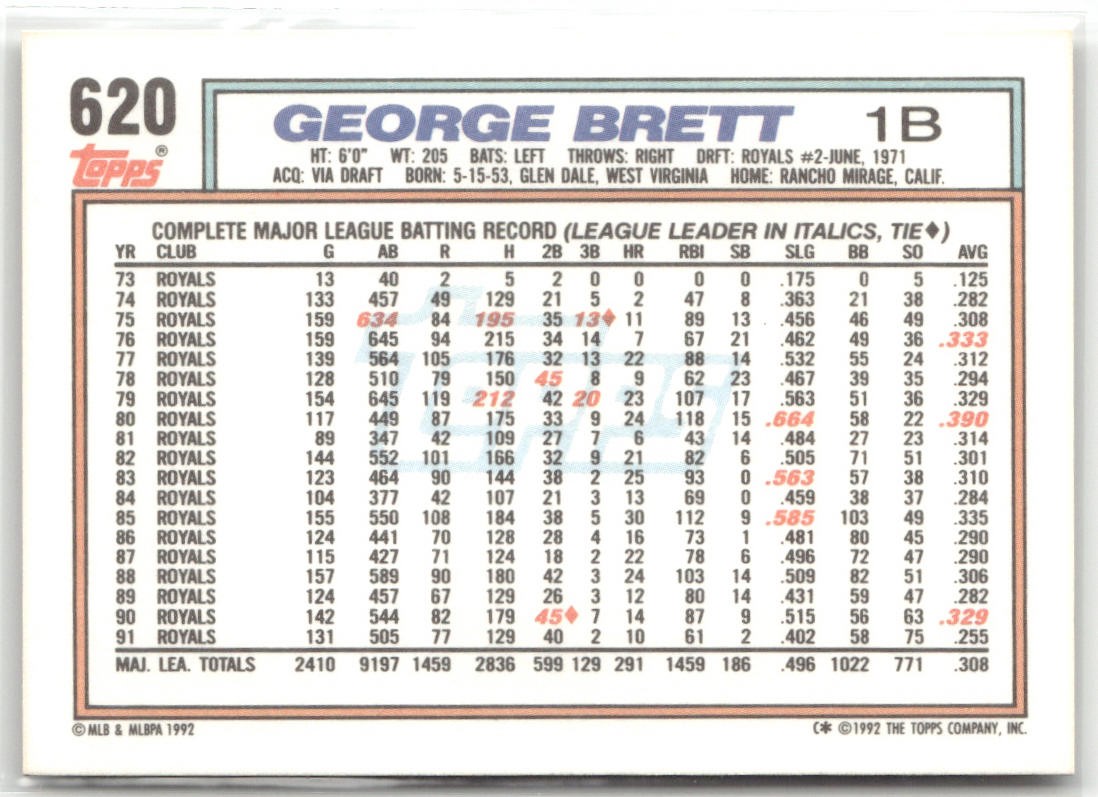 620
topps®
GEORGE BRETT 1B
HT: 6'0" WT: 205 BATS: LEFT THROWS: RIGHT DRFT: ROYALS #2-JUNE, 1971
ACQ: VIA DRAFT BORN: 5-15-53, GLEN DALE, WEST VIRGINIA HOME: RANCHO MIRAGE, CALIF.
COMPLETE MAJOR LEAGUE BATTING RECORD (LEAGUE LEADER IN ITALICS, TIE♦)
YR CLUB G AB R H 2B 3B HR RBI SB SLG BB SO AVG
73 ROYALS 13 40 2 5 2 0 0 0 0 .175 0 5 .125
74 ROYALS 133 457 49 129 21 5 2 47 8 .363 21 38 .282
75 ROYALS 159 634 84 195 35 13♦ 11 89 13 .456 46 49 .308
76 ROYALS 159 645 94 215 34 14 7 67 21 .462 49 36 .333
77 ROYALS 139 564 105 176 32 13 22 88 14 .532 55 24 .312
78 ROYALS 128 510 79 150 45 8 9 62 23 .467 39 35 .294
79 ROYALS 154 645 119 212 42 20 23 107 17 .563 51 36 .329
80 ROYALS 117 449 87 175 33 9 24 118 15 .664 58 22 .390
81 ROYALS 89 347 42 109 27 7 6 43 14 .484 27 23 .314
82 ROYALS 144 552 101 166 32 9 21 82 6 .505 71 51 .301
83 ROYALS 123 464 90 144 38 2 25 93 0 .563 57 38 .310
84 ROYALS 104 377 42 107 21 3 13 69 0 .459 38 37 .284
85 ROYALS 155 550 108 184 38 5 30 112 9 .585 103 49 .335
86 ROYALS 124 441 70 128 28 4 16 73 1 .481 80 45 .290
87 ROYALS 115 427 71 124 18 2 22 78 6 .496 72 47 .290
88 ROYALS 157 589 90 180 42 3 24 103 14 .509 82 51 .306
89 ROYALS 124 457 67 129 26 3 12 80 14 .431 59 47 .282
90 ROYALS 142 544 82 179 45♦ 7 14 87 9 .515 56 63 .329
91 ROYALS 131 505 77 129 40 2 10 61 2 .402 58 75 .255
MAJ. LEA. TOTALS 2410 9197 1459 2836 599 129 291 1459 186 .496 1022 771 .308
© MLB & MLBPA 1992
C* © 1992 THE TOPPS COMPANY, INC.